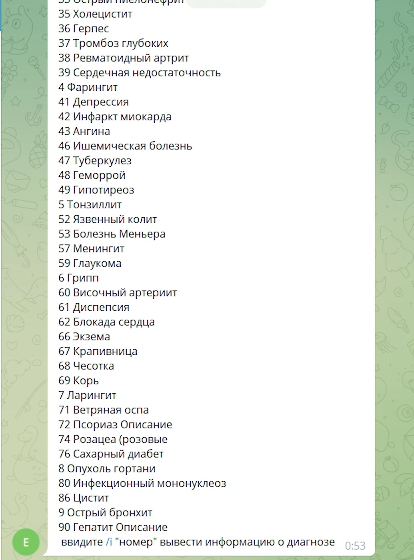 35 Холецистит
36 Герпес
37 Тромбоз глубоких
38 Ревматоидный артрит
39 Сердечная недостаточность
4 Фарингит
41 Депрессия
42 Инфаркт миокарда
43 Ангина
46 Ишемическая болезнь
47 Туберкулез
48 Геморрой
49 Гипотиреоз
5 Тонзиллит
52 Язвенный колит
53 Болезнь Меньера
57 Менингит
59 Глаукома
6 Грипп
60 Височный артериит
61 Диспепсия
62 Блокада сердца
66 Экзема
67 Крапивница
68 Чесотка
69 Корь
7 Ларингит
71 Ветряная оспа
72 Псориаз Описание
74 Розацеа (розовые
76 Сахарный диабет
8 Опухоль гортани
80 Инфекционный мононуклеоз
86 Цистит
9 Острый бронхит
90 Гепатит Описание
ввидите /i "номер" вывести информацию о диагнозе 0:53
E